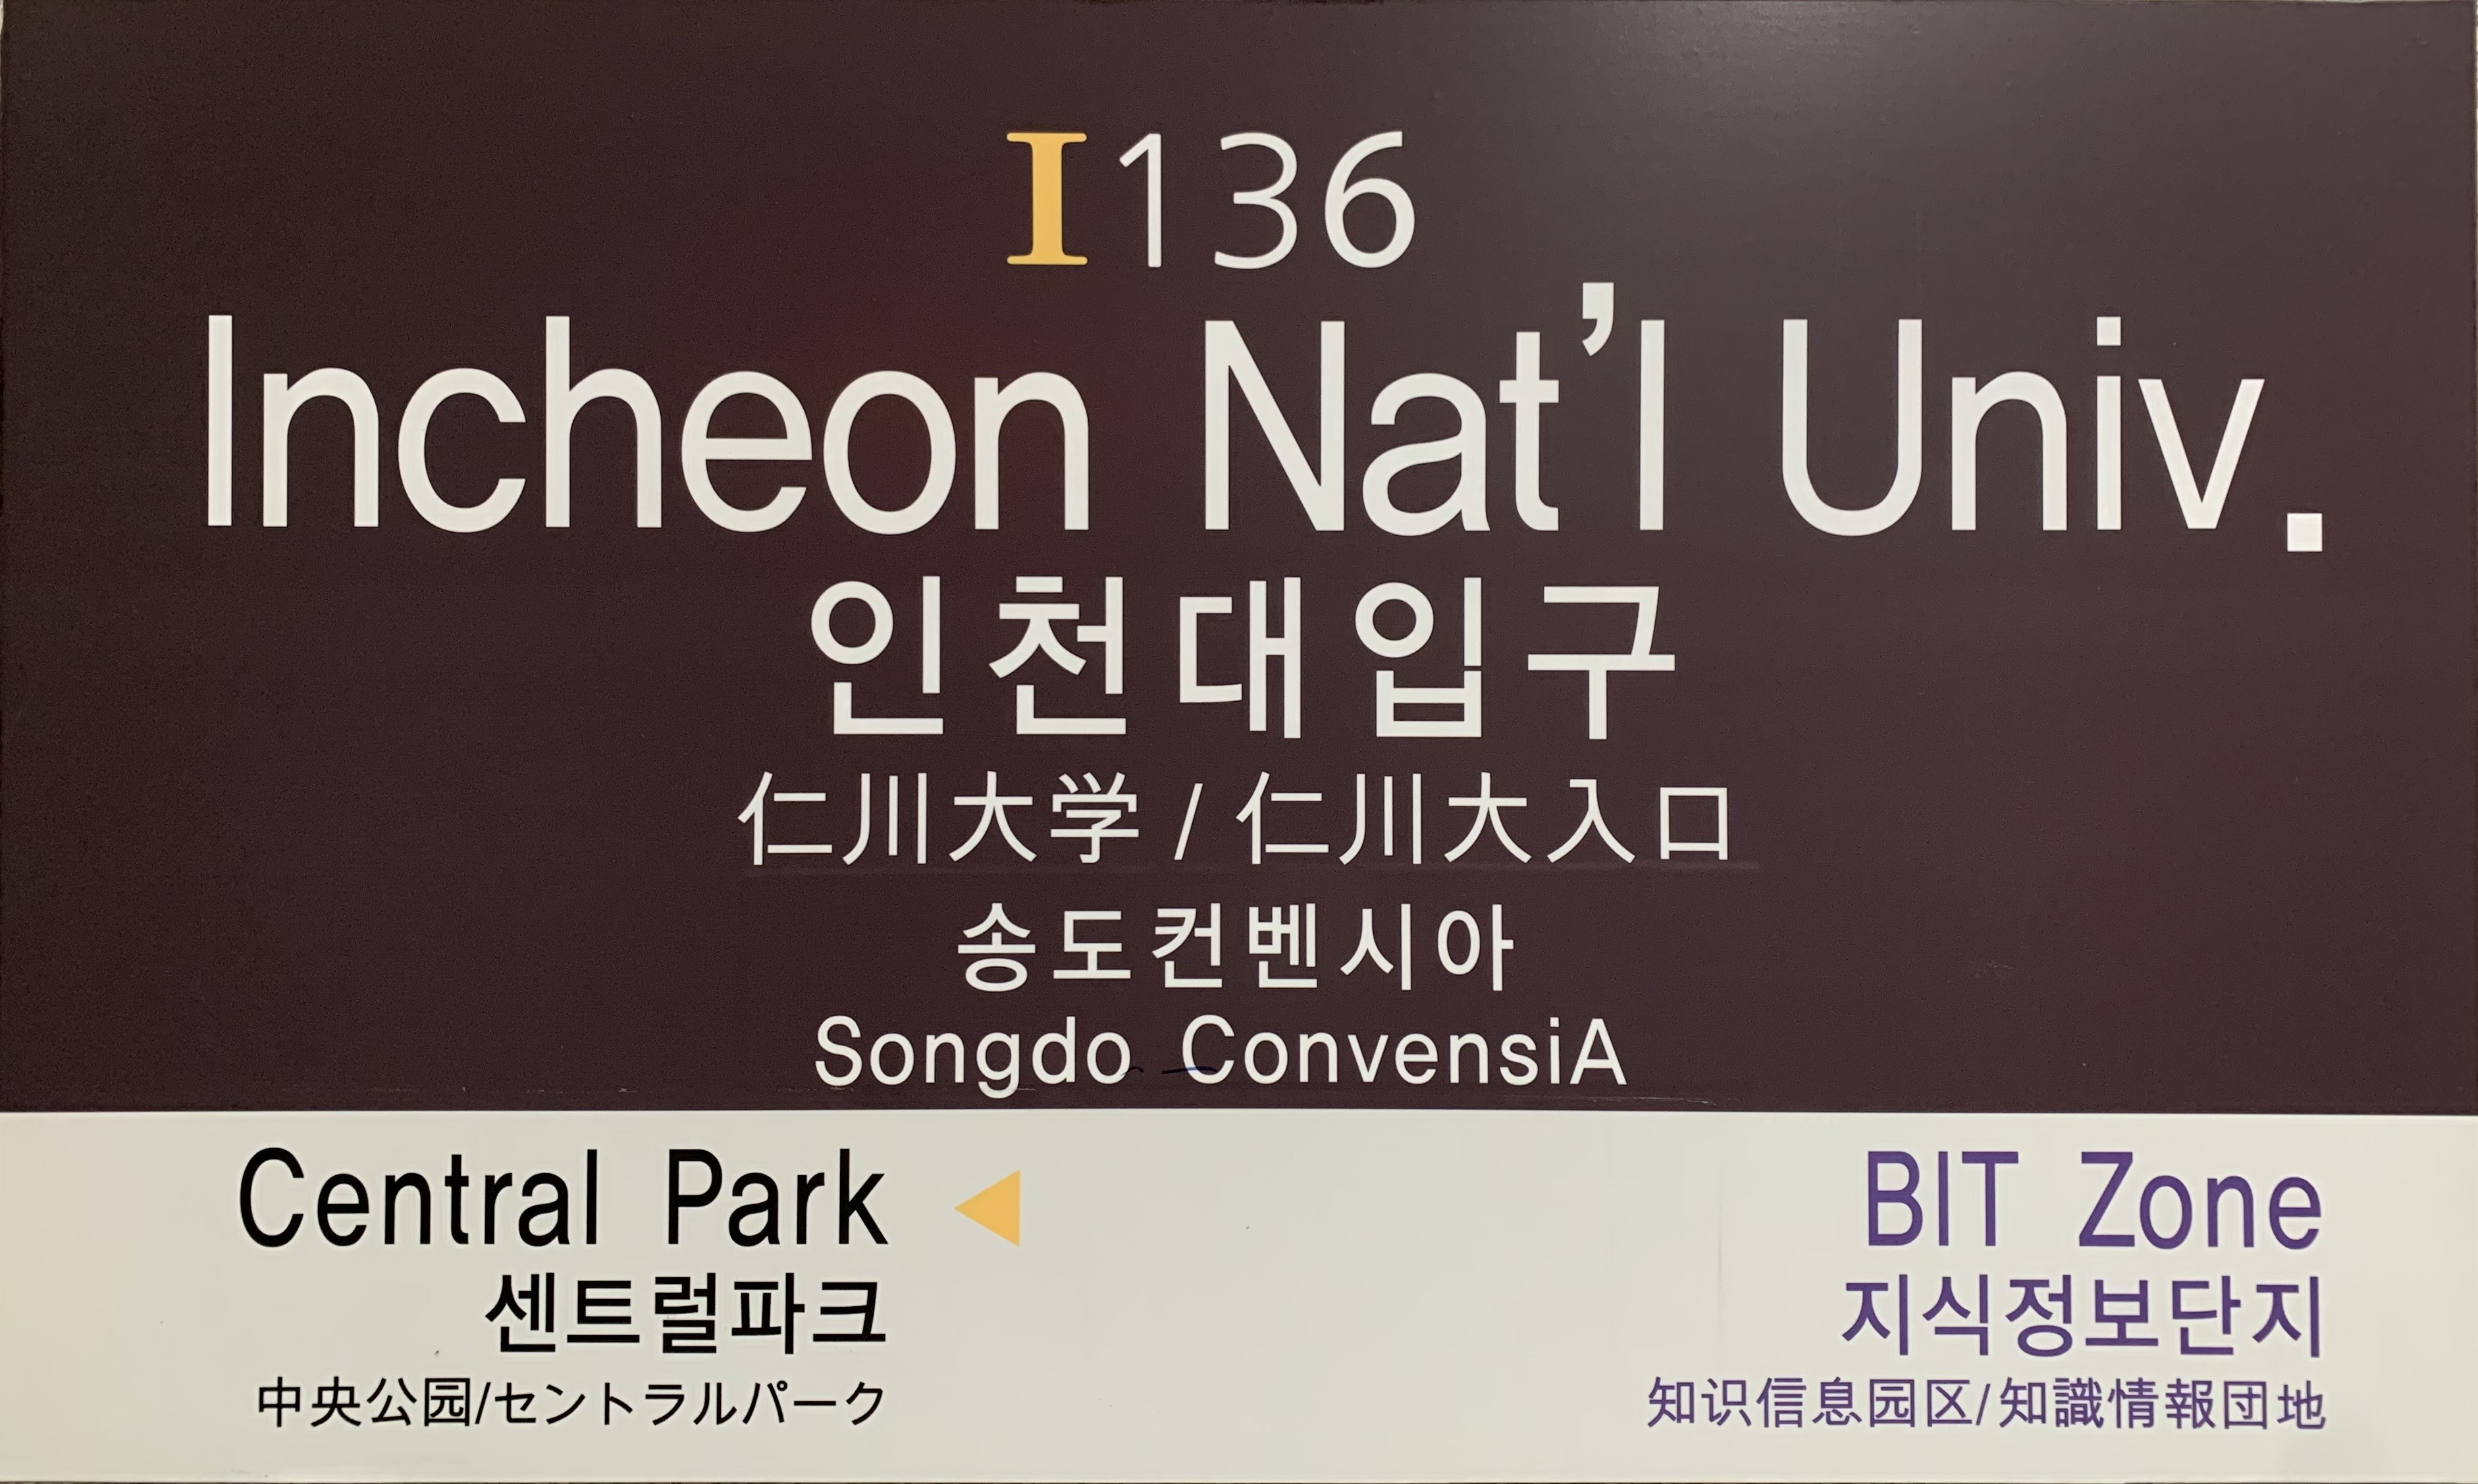 I136
Incheon Nat'l Univ.
인천대입구
仁川大学 / 仁川大入口
송도컨벤시아
Songdo ConvensiA
Central Park
센트럴파크
中央公园/セントラルパーク
BIT Zone
지식정보단지
知识信息园区/知識情報団地